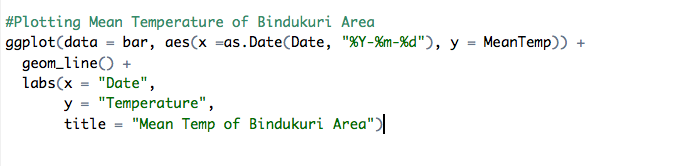 #Plotting Mean Temperature of Bindukuri Area
ggplot(data = bar, aes(x =as.Date(Date, "%Y-%m-%d"), y = MeanTemp)) +
  geom_line() +
  labs(x = "Date",
       y = "Temperature",
       title = "Mean Temp of Bindukuri Area")